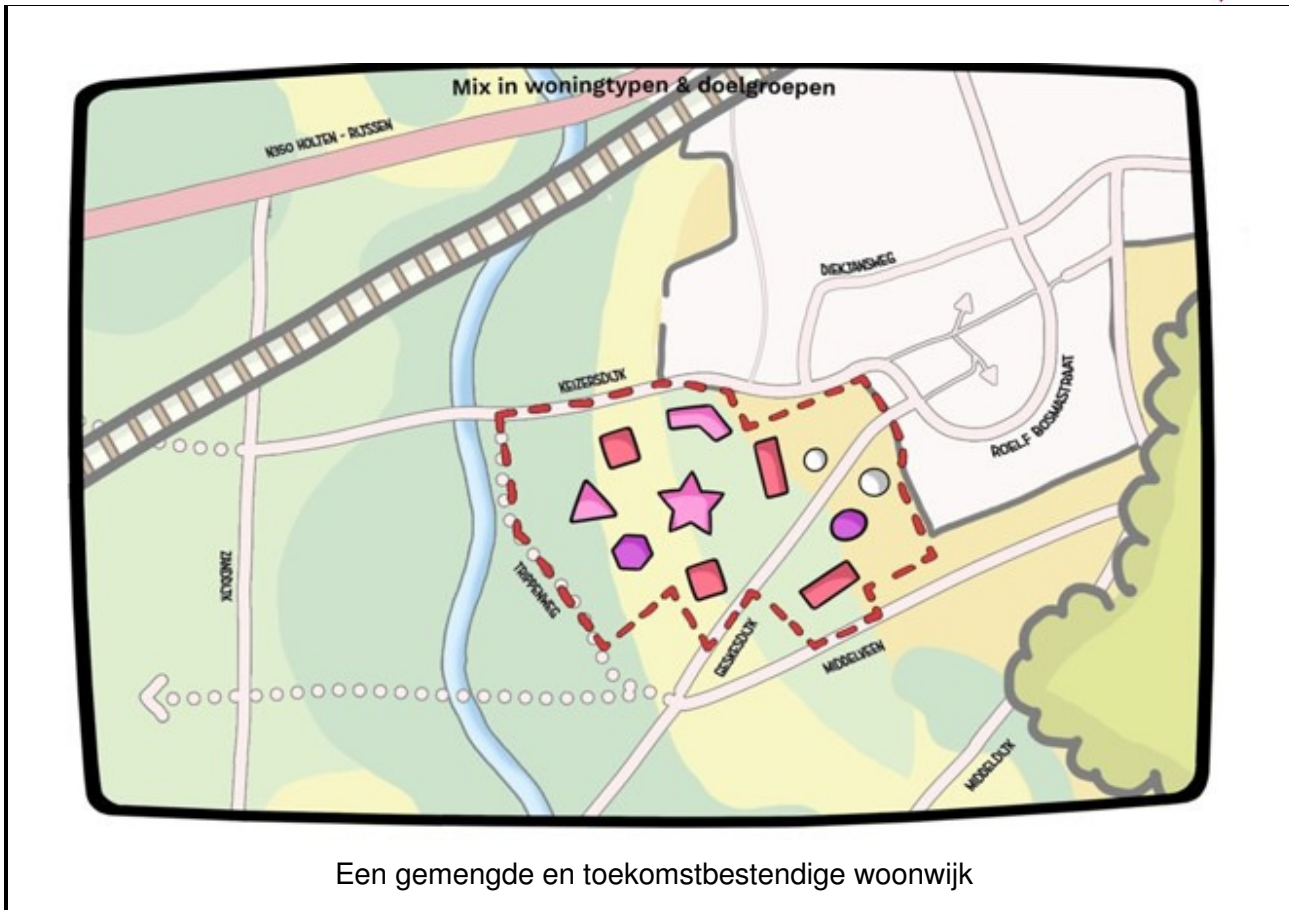 Mix in woningtypen & doelgroepen
N350 HOLTEN - RIJSSEN
DIEKJANSWEG
KEIZERSDIJK
ROELF BOSMASTRAAT
ZANDDIJK
TRIPPENWEG
GESKESDIJK
MIDDELVEEN
MIDDELDIJK
Een gemengde en toekomstbestendige woonwijk